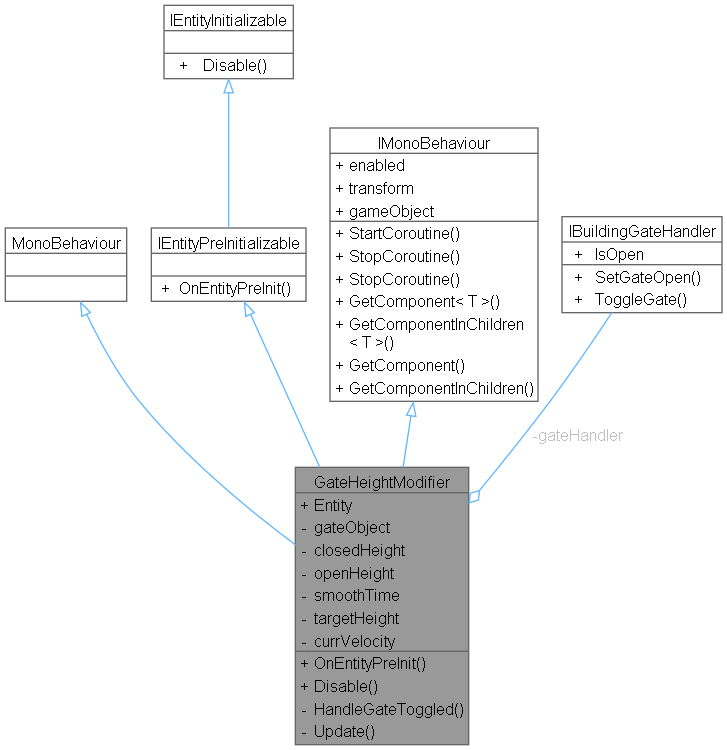 IEntityInitializable
+ Disable()
MonoBehaviour
IEntityPreInitializable
+ OnEntityPreInit()
IMonoBehaviour
+ enabled
+ transform
+ gameObject
+ StartCoroutine()
+ StopCoroutine()
+ StopCoroutine()
+ GetComponent< T >()
+ GetComponentInChildren
< T >()
+ GetComponent()
+ GetComponentInChildren()
IBuildingGateHandler
+ IsOpen
+ SetGateOpen()
+ ToggleGate()
-gateHandler
GateHeightModifier
+ Entity
- gateObject
- closedHeight
- openHeight
- smoothTime
- targetHeight
- currVelocity
+ OnEntityPreInit()
+ Disable()
- HandleGateToggled()
- Update()